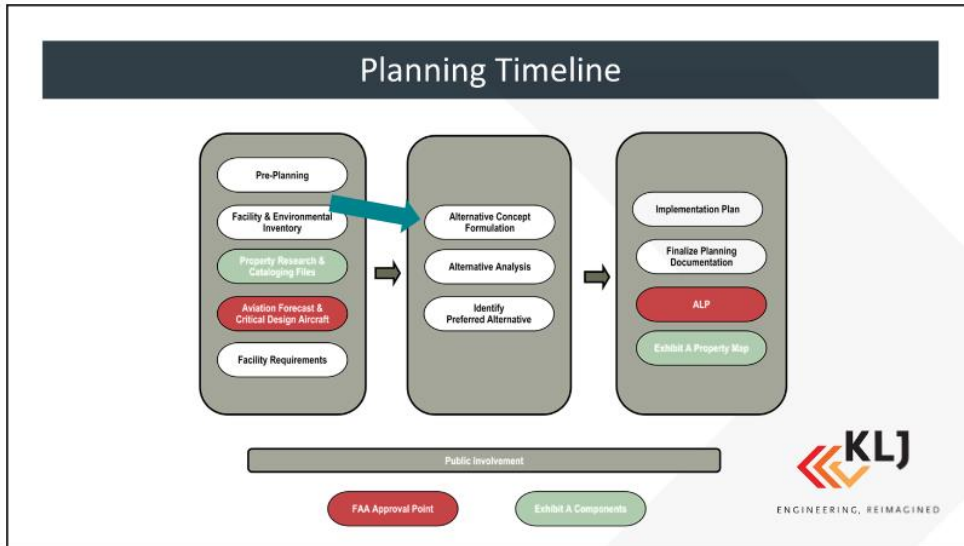 Planning Timeline
Pre-Planning
Facility & Environmental
Inventory
Property Research &
Cataloging Files
Aviation Forecast &
Critical Design Aircraft
Facility Requirements
Alternative Concept
Formulation
Alternative Analysis
Identify
Preferred Alternative
Implementation Plan
Finalize Planning
Documentation
ALP
Exhibit A Property Map
Public Involvement
FAA Approval Point
Exhibit A Components
KLJ
ENGINEERING, REIMAGINED